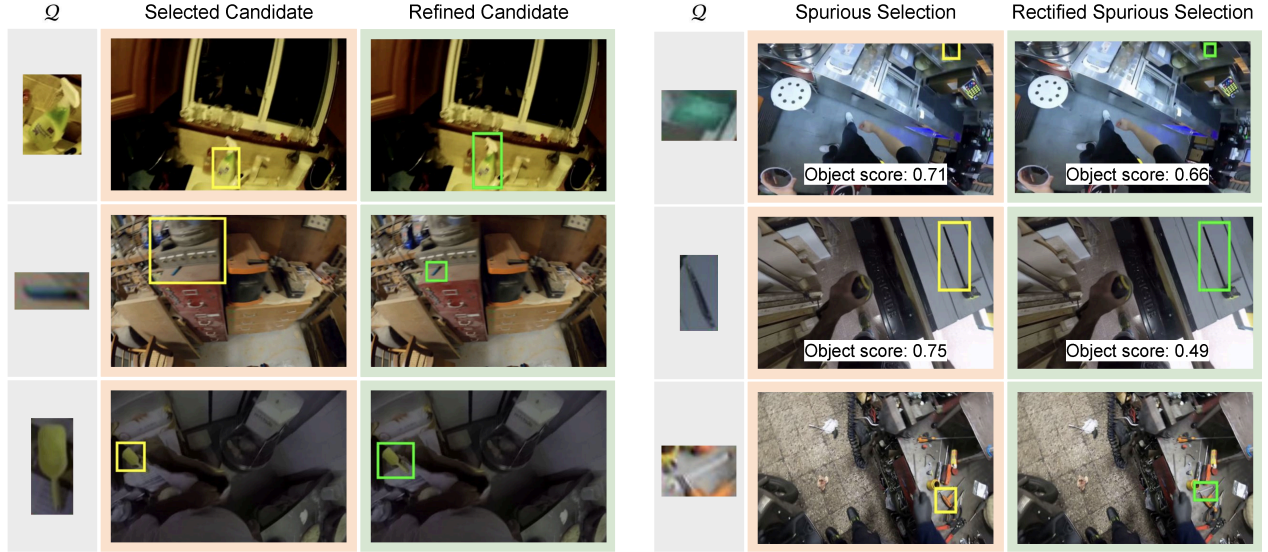 Q Selected Candidate Refined Candidate
Q Spurious Selection Rectified Spurious Selection
Object score: 0.71 Object score: 0.66
Object score: 0.75 Object score: 0.49